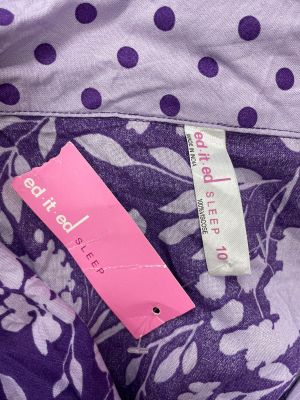 ed.it.ed
SLEEP
ed.it.ed
SLEEP
10
100%VISCOSE
MADE IN INDIA